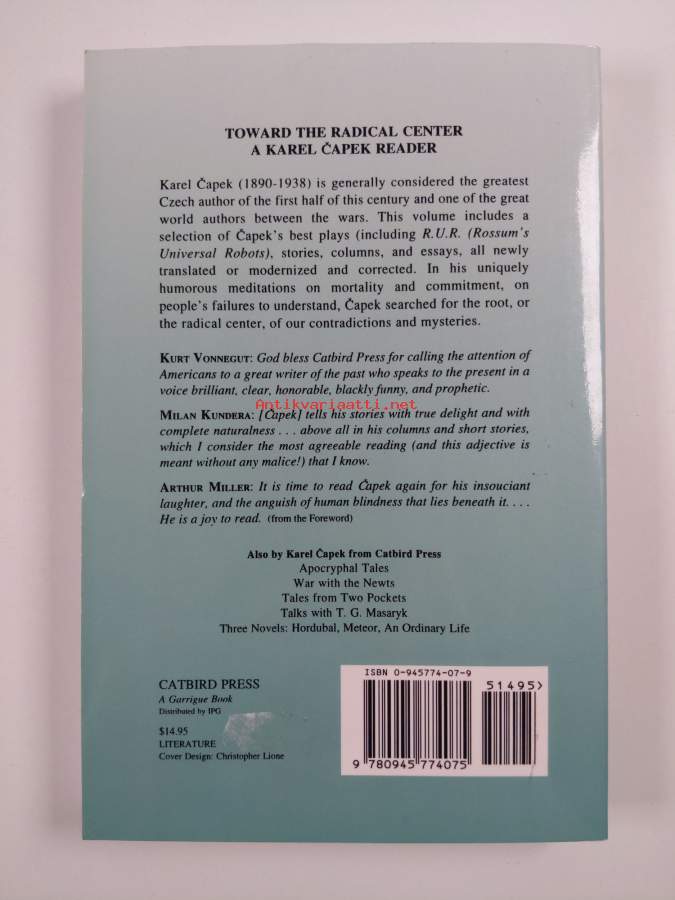 TOWARD THE RADICAL CENTER
A KAREL ČAPEK READER
Karel Čapek (1890-1938) is generally considered the greatest
Czech author of the first half of this century and one of the great
world authors between the wars. This volume includes a
selection of Čapek's best plays (including R.U.R. (Rossum's
Universal Robots), stories, columns, and essays, all newly
translated or modernized and corrected. In his uniquely
humorous meditations on mortality and commitment, on
people's failures to understand, Čapek searched for the root, or
the radical center, of our contradictions and mysteries.
KURT VONNEGUT: God bless Catbird Press for calling the attention of
Americans to a great writer of the past who speaks to the present in a
voice brilliant, clear, honorable, blackly funny, and prophetic.
Antikvariaatti.net
MILAN KUNDERA: [Čapek] tells his stories with true delight and with
complete naturalness . . . above all in his columns and short stories,
which I consider the most agreeable reading (and this adjective is
meant without any malice!) that I know.
ARTHUR MILLER: It is time to read Čapek again for his insouciant
laughter, and the anguish of human blindness that lies beneath it. . . .
He is a joy to read. (from the Foreword)
Also by Karel Čapek from Catbird Press
Apocryphal Tales
War with the Newts
Tales from Two Pockets
Talks with T. G. Masaryk
Three Novels: Hordubal, Meteor, An Ordinary Life
CATBIRD PRESS
A Garrigue Book
Distributed by IPG
$14.95
LITERATURE
Cover Design: Christopher Lione
ISBN 0-945774-07-9
51495>
9 780945 774075